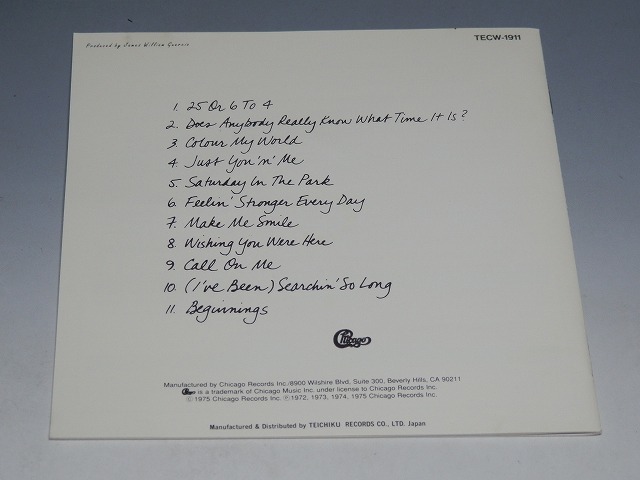 Produced by James William Guercio
TECW-1911
1. 25 Or 6 To 4
2. Does Anybody Really Know What Time It Is?
3. Colour My World
4. Just You 'n' Me
5. Saturday In The Park
6. Feelin' Stronger Every Day
7. Make Me Smile
8. Wishing You Were Here
9. Call On Me
10. (I've Been) Searchin' So Long
11. Beginnings
Chicago
Manufactured by Chicago Records Inc./8900 Wilshire Blvd., Suite 300, Beverly Hills, CA 90211
Chicago is a trademark of Chicago Music Inc. under license to Chicago Records Inc.
Ⓒ1975 Chicago Records Inc. Ⓟ1972, 1973, 1974, 1975 Chicago Records Inc.
Manufactured & Distributed by TEICHIKU RECORDS CO., LTD. Japan